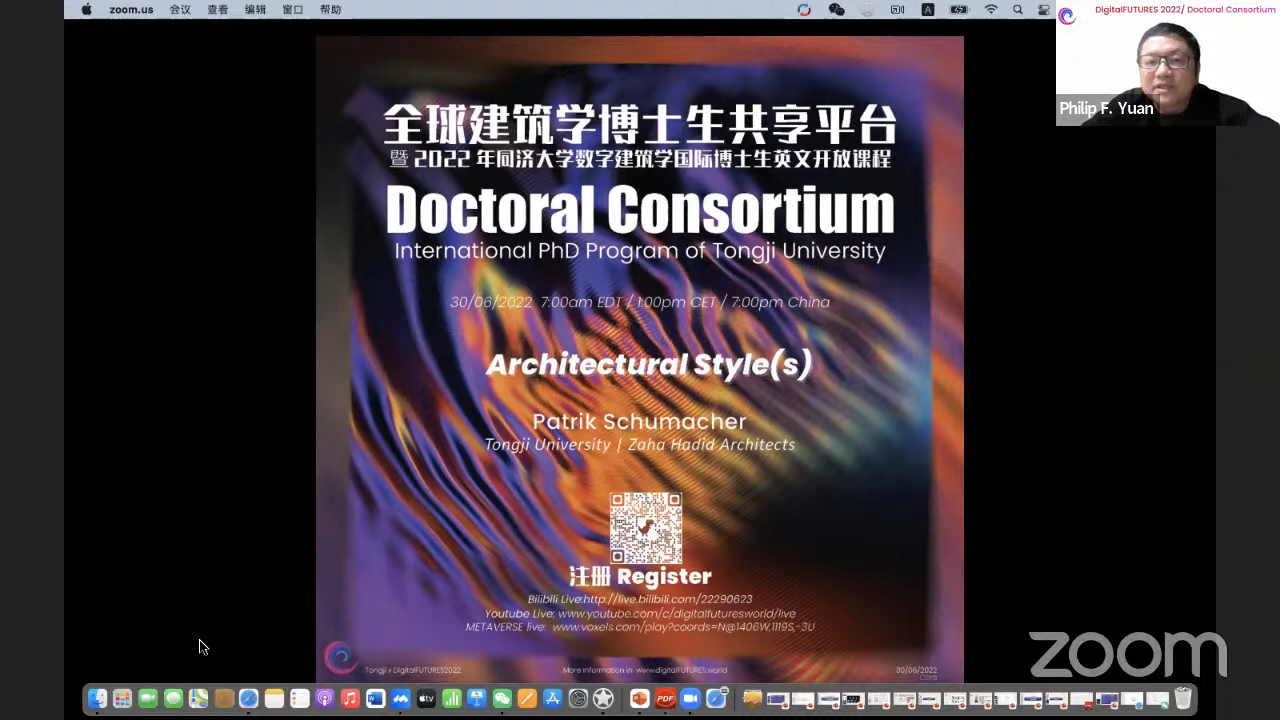 zoom.us 会议 查看 编辑 窗口 帮助
A
DigitalFUTURES 2022/ Doctoral Consortium
Philip F. Yuan
全球建筑学博士生共享平台
暨 2022 年同济大学数字建筑学国际博士生英文开放课程
Doctoral Consortium
International PhD Program of Tongji University
30/06/2022 7:00am EDT / 1:00pm CET / 7:00pm China
Architectural Style(s)
Patrik Schumacher
Tongji University | Zaha Hadid Architects
注册 Register
Bilibili Live:http://live.bilibili.com/22290623
Youtube Live: www.youtube.com/c/digitalfuturesworld/live
METAVERSE live: www.voxels.com/play?coords=N@1406W,1119S,-3U
Tongji x DigitalFUTURES2022
More Information in www.digitalFUTURES.world
30/06/2022
zoom
tv
PDF